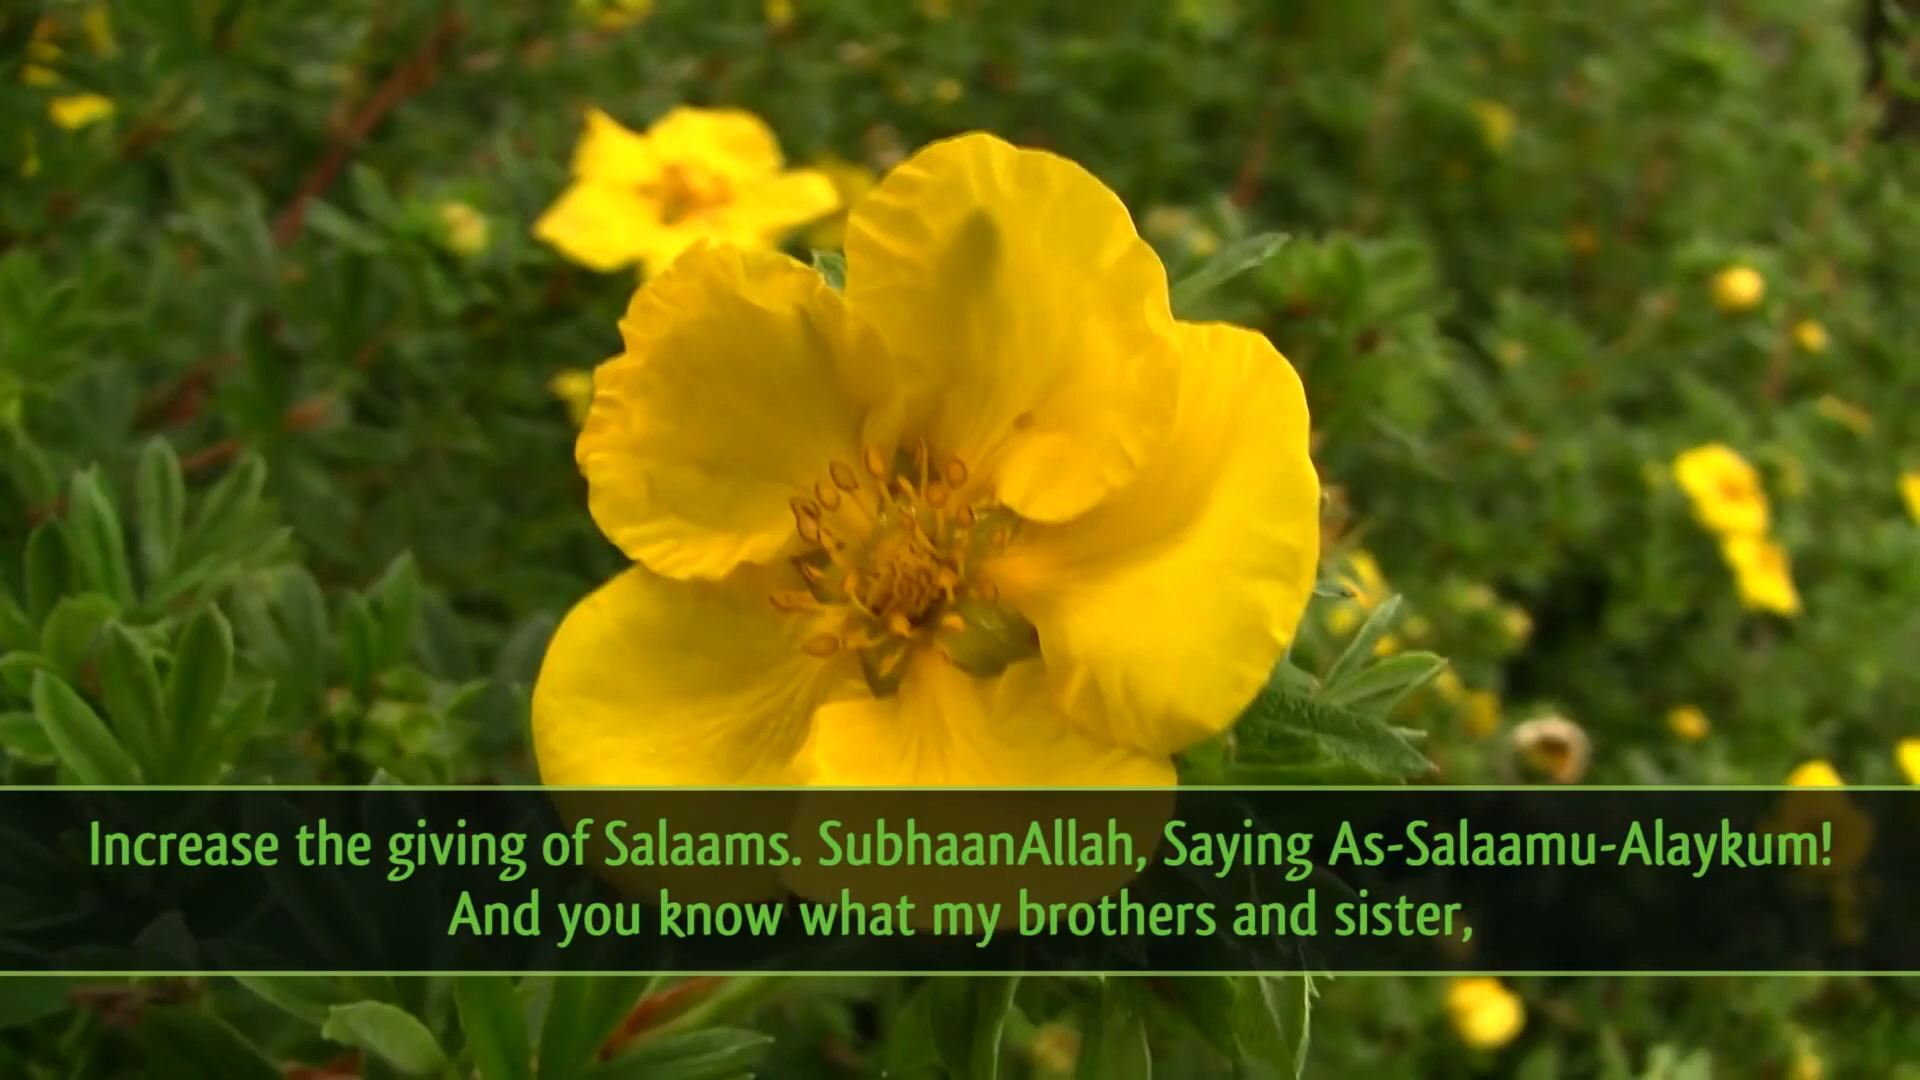 Increase the giving of Salaams. SubhaanAllah, Saying As-Salaamu-Alaykum!
And you know what my brothers and sister,